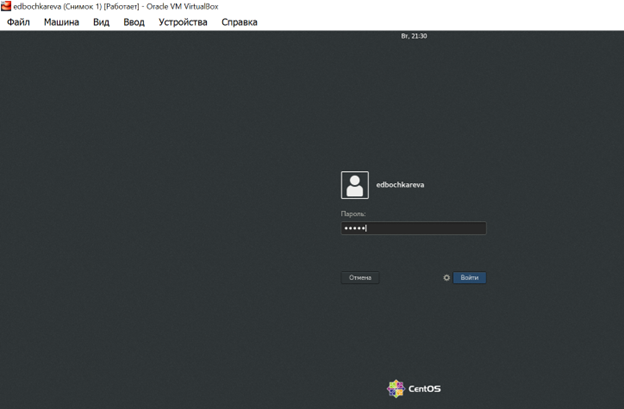 edbochkareva (Снимок 1) [Работает] - Oracle VM VirtualBox
Файл Машина Вид Ввод Устройства Справка
Вт, 21:30
edbochkareva
Пароль:
•••••
Отмена Войти
CentOS